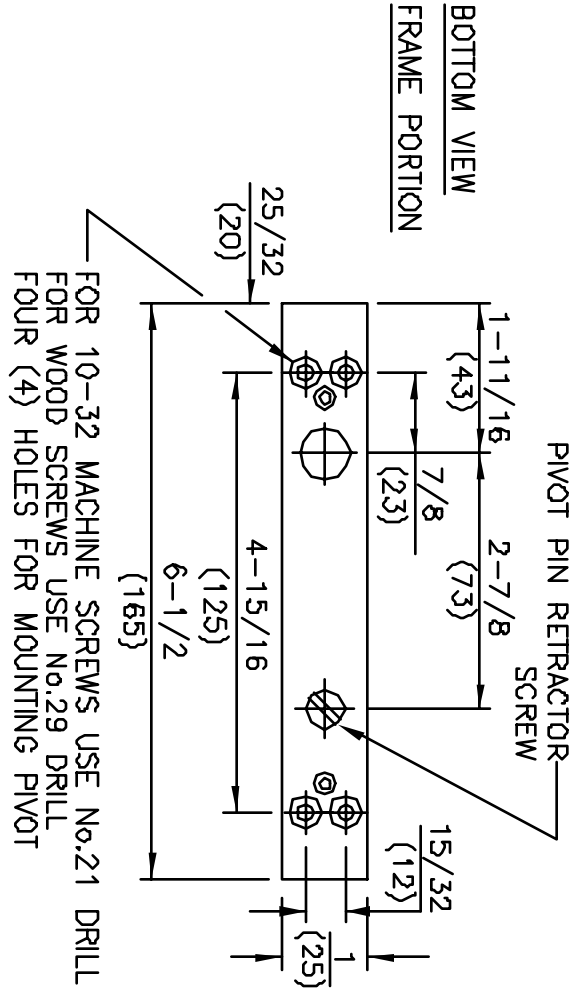 BOTTOM VIEW
FRAME PORTION
PIVOT PIN RETRACTOR
SCREW
1-11/16
(43)
2-7/8
(73)
7/8
(23)
25/32
(20)
15/32
(12)
1
(25)
4-15/16
(125)
6-1/2
(165)
FOR 10-32 MACHINE SCREWS USE No.21 DRILL
FOR WOOD SCREWS USE No.29 DRILL
FOUR (4) HOLES FOR MOUNTING PIVOT